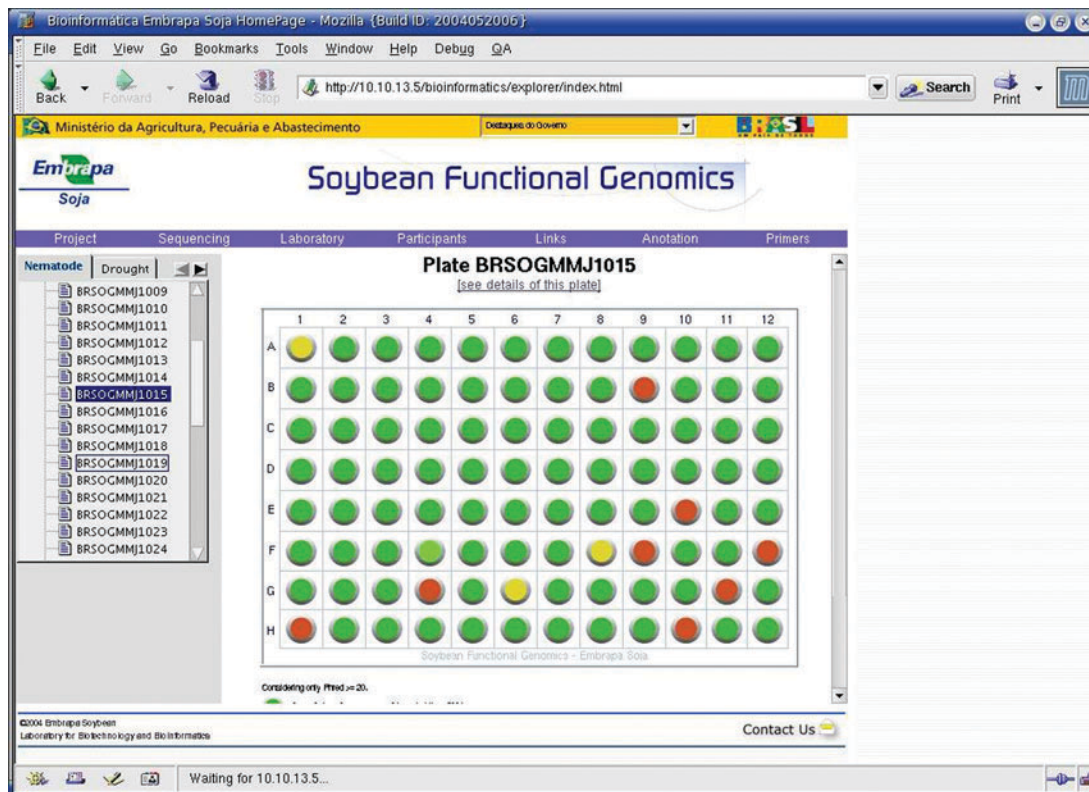 Bioinformática Embrapa Soja HomePage - Mozilla {Build ID: 2004052006}
File Edit View Go Bookmarks Tools Window Help Debug QA
Back Forward Reload Stop http://10.10.13.5/bioinformatics/explorer/index.html Search Print
Ministério da Agricultura, Pecuária e Abastecimento Destaques do Governo BRASIL
Embrapa
Soja
Soybean Functional Genomics
Project Sequencing Laboratory Participants Links Anotation Primers
Nematode Drought
BRSOGMMJ1009
BRSOGMMJ1010
BRSOGMMJ1011
BRSOGMMJ1012
BRSOGMMJ1013
BRSOGMMJ1014
BRSOGMMJ1015
BRSOGMMJ1016
BRSOGMMJ1017
BRSOGMMJ1018
BRSOGMMJ1019
BRSOGMMJ1020
BRSOGMMJ1021
BRSOGMMJ1022
BRSOGMMJ1023
BRSOGMMJ1024
Plate BRSOGMMJ1015
[see details of this plate]
1 2 3 4 5 6 7 8 9 10 11 12
A
B
C
D
E
F
G
H
Soybean Functional Genomics - Embrapa Soja
Considering only Phred >= 20.
©2004 Embrapa Soybean
Laboratory for Biotechnology and Bioinformatics
Contact Us
Waiting for 10.10.13.5...